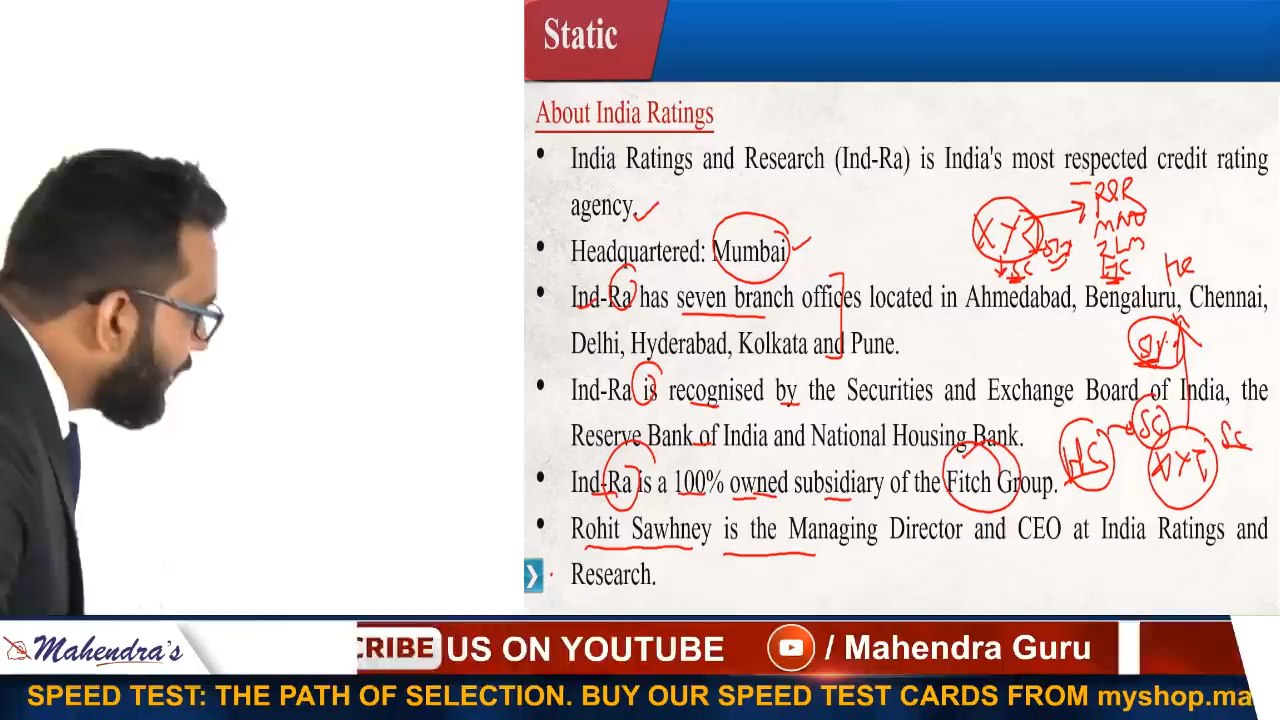 Static
About India Ratings
• India Ratings and Research (Ind-Ra) is India's most respected credit rating
agency.
• Headquartered: Mumbai
• Ind-Ra has seven branch offices located in Ahmedabad, Bengaluru, Chennai,
Delhi, Hyderabad, Kolkata and Pune.
• Ind-Ra is recognised by the Securities and Exchange Board of India, the
Reserve Bank of India and National Housing Bank.
• Ind-Ra is a 100% owned subsidiary of the Fitch Group.
• Rohit Sawhney is the Managing Director and CEO at India Ratings and
Research.
XYZ
SC
PQR
MNO
SC
Mahendra's
CRIBE US ON YOUTUBE / Mahendra Guru
SPEED TEST: THE PATH OF SELECTION. BUY OUR SPEED TEST CARDS FROM myshop.ma